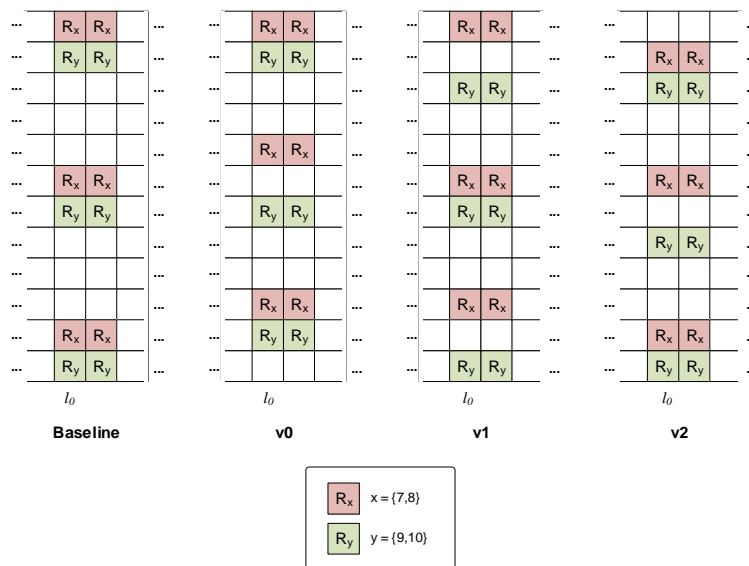 ... Rx Rx ... ... Rx Rx ... ... Rx Rx ... ...
... Ry Ry ... ... Ry Ry ... ... ... ... Rx Rx
... ... ... ... ... Ry Ry ... ... Ry Ry
... ... ... ... ... ... ...
... ... ... Rx Rx ... ... ... ...
... Rx Rx ... ... ... ... Rx Rx ... ... Rx Rx
... Ry Ry ... ... Ry Ry ... ... Ry Ry ... ...
... ... ... ... ... ... ... Ry Ry
... ... ... ... ... ... ...
... ... ... Rx Rx ... ... Rx Rx ... ...
... Rx Rx ... ... Ry Ry ... ... ... ... Rx Rx
... Ry Ry ... ... ... ... Ry Ry ... ... Ry Ry
l0 l0 l0 l0
Baseline v0 v1 v2
Rx x = {7,8}
Ry y = {9,10}